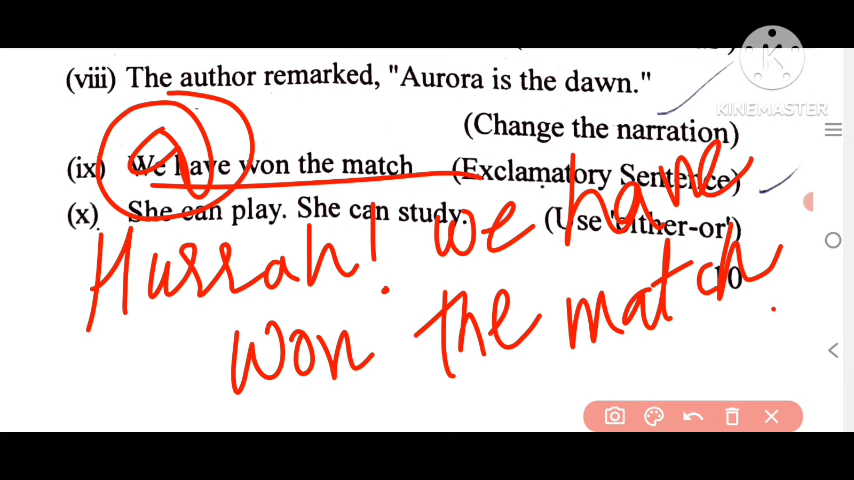 (viii) The author remarked, "Aurora is the dawn."
KINEMASTER
(Change the narration)
(ix) We have won the match (Exclamatory Sentence)
(x) She can play. She can study. (Use 'either-or')
Hurrah! We have
won the match.